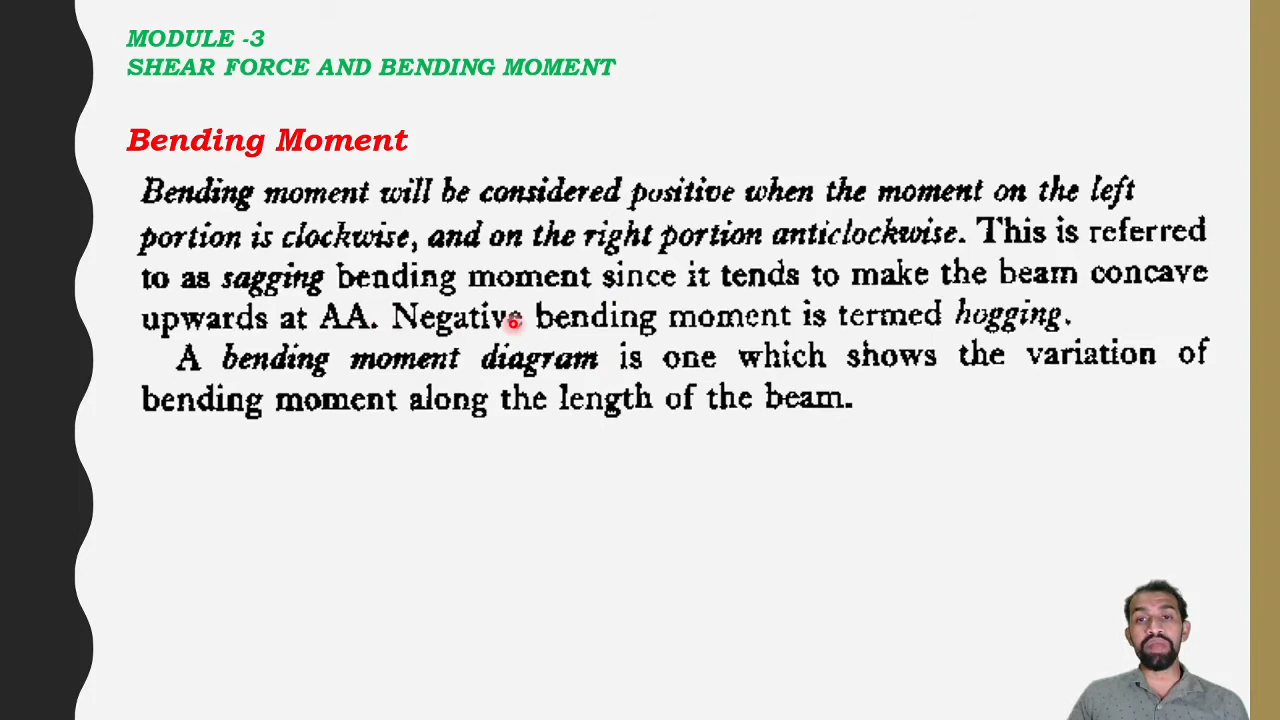 MODULE -3
SHEAR FORCE AND BENDING MOMENT
Bending Moment
Bending moment will be considered positive when the moment on the left
portion is clockwise, and on the right portion anticlockwise. This is referred
to as sagging bending moment since it tends to make the beam concave
upwards at AA. Negative bending moment is termed hogging.
A bending moment diagram is one which shows the variation of
bending moment along the length of the beam.